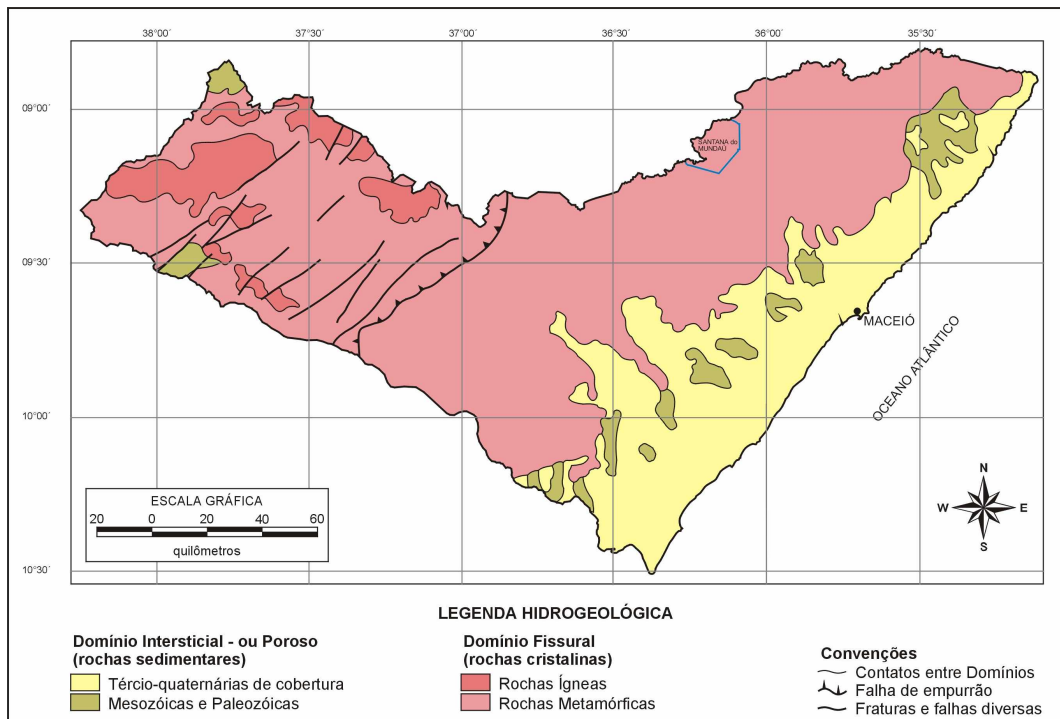 38°00´ 37°30´ 37°00´ 36°30´ 36°00´ 35°30´
09°00´
SANTANA do
MUNDAÚ
09°30´
MACEIÓ
OCEANO ATLÂNTICO
10°00´
N
W E
S
ESCALA GRÁFICA
20 0 20 40 60
quilômetros
10°30´
LEGENDA HIDROGEOLÓGICA
Domínio Intersticial - ou Poroso
(rochas sedimentares)
Tércio-quaternárias de cobertura
Mesozóicas e Paleozóicas
Domínio Fissural
(rochas cristalinas)
Rochas Ígneas
Rochas Metamórficas
Convenções
Contatos entre Domínios
Falha de empurrão
Fraturas e falhas diversas